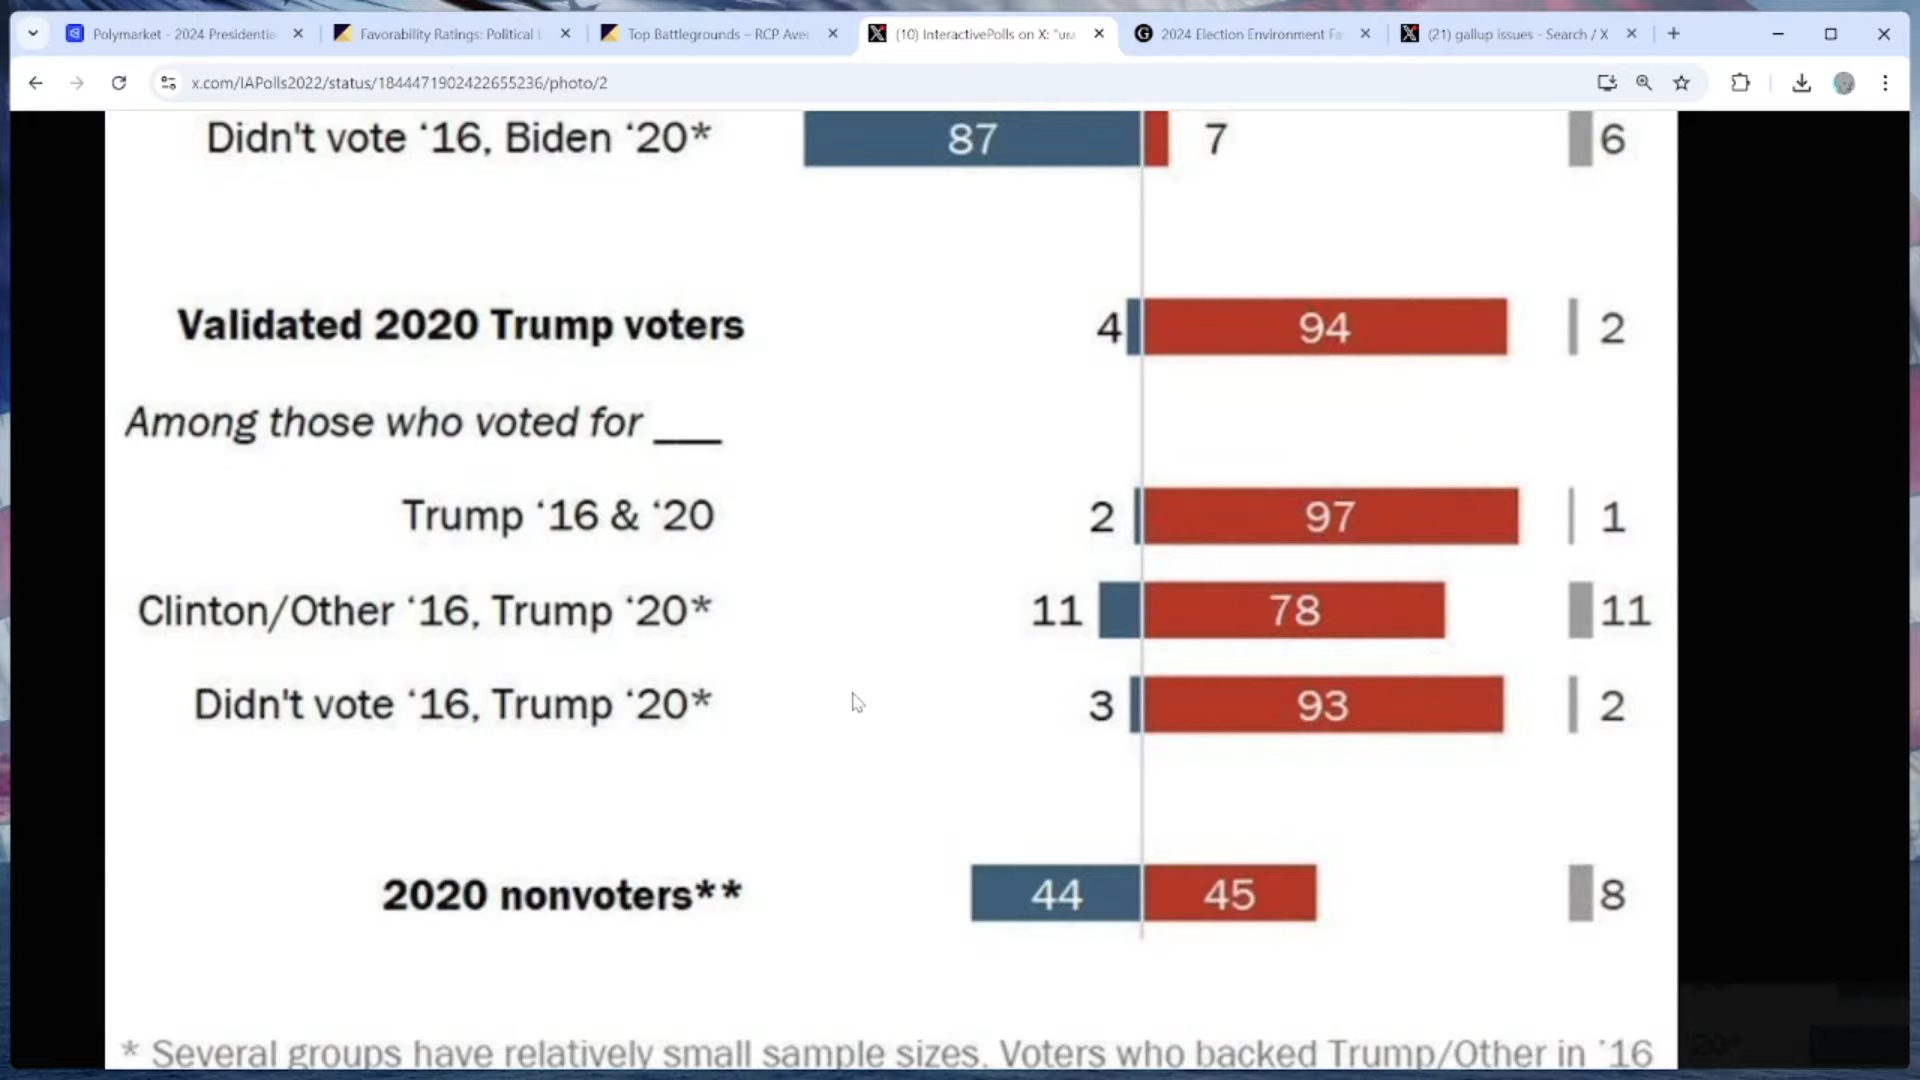 Polymarket - 2024 Presidentia
Favorability Ratings: Political L
Top Battlegrounds – RCP Aver
(10) InteractivePolls on X: "UM
2024 Election Environment Fa
(21) gallup issues - Search / X
x.com/IAPolls2022/status/1844471902422655236/photo/2
Didn't vote ‘16, Biden ‘20* 87 7 6
Validated 2020 Trump voters 4 94 2
Among those who voted for ___
Trump ‘16 & ‘20 2 97 1
Clinton/Other ‘16, Trump ‘20* 11 78 11
Didn't vote ‘16, Trump ‘20* 3 93 2
2020 nonvoters** 44 45 8
* Several groups have relatively small sample sizes. Voters who backed Trump/Other in ‘16